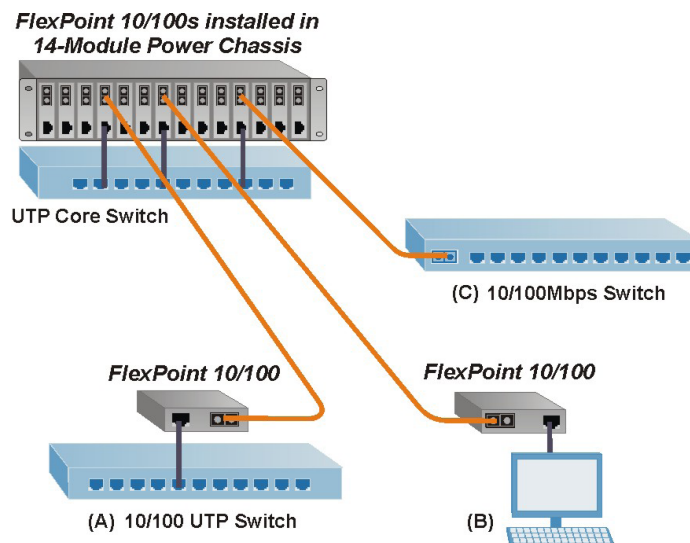 FlexPoint 10/100s installed in
14-Module Power Chassis
UTP Core Switch
(C) 10/100Mbps Switch
FlexPoint 10/100
FlexPoint 10/100
(A) 10/100 UTP Switch
(B)